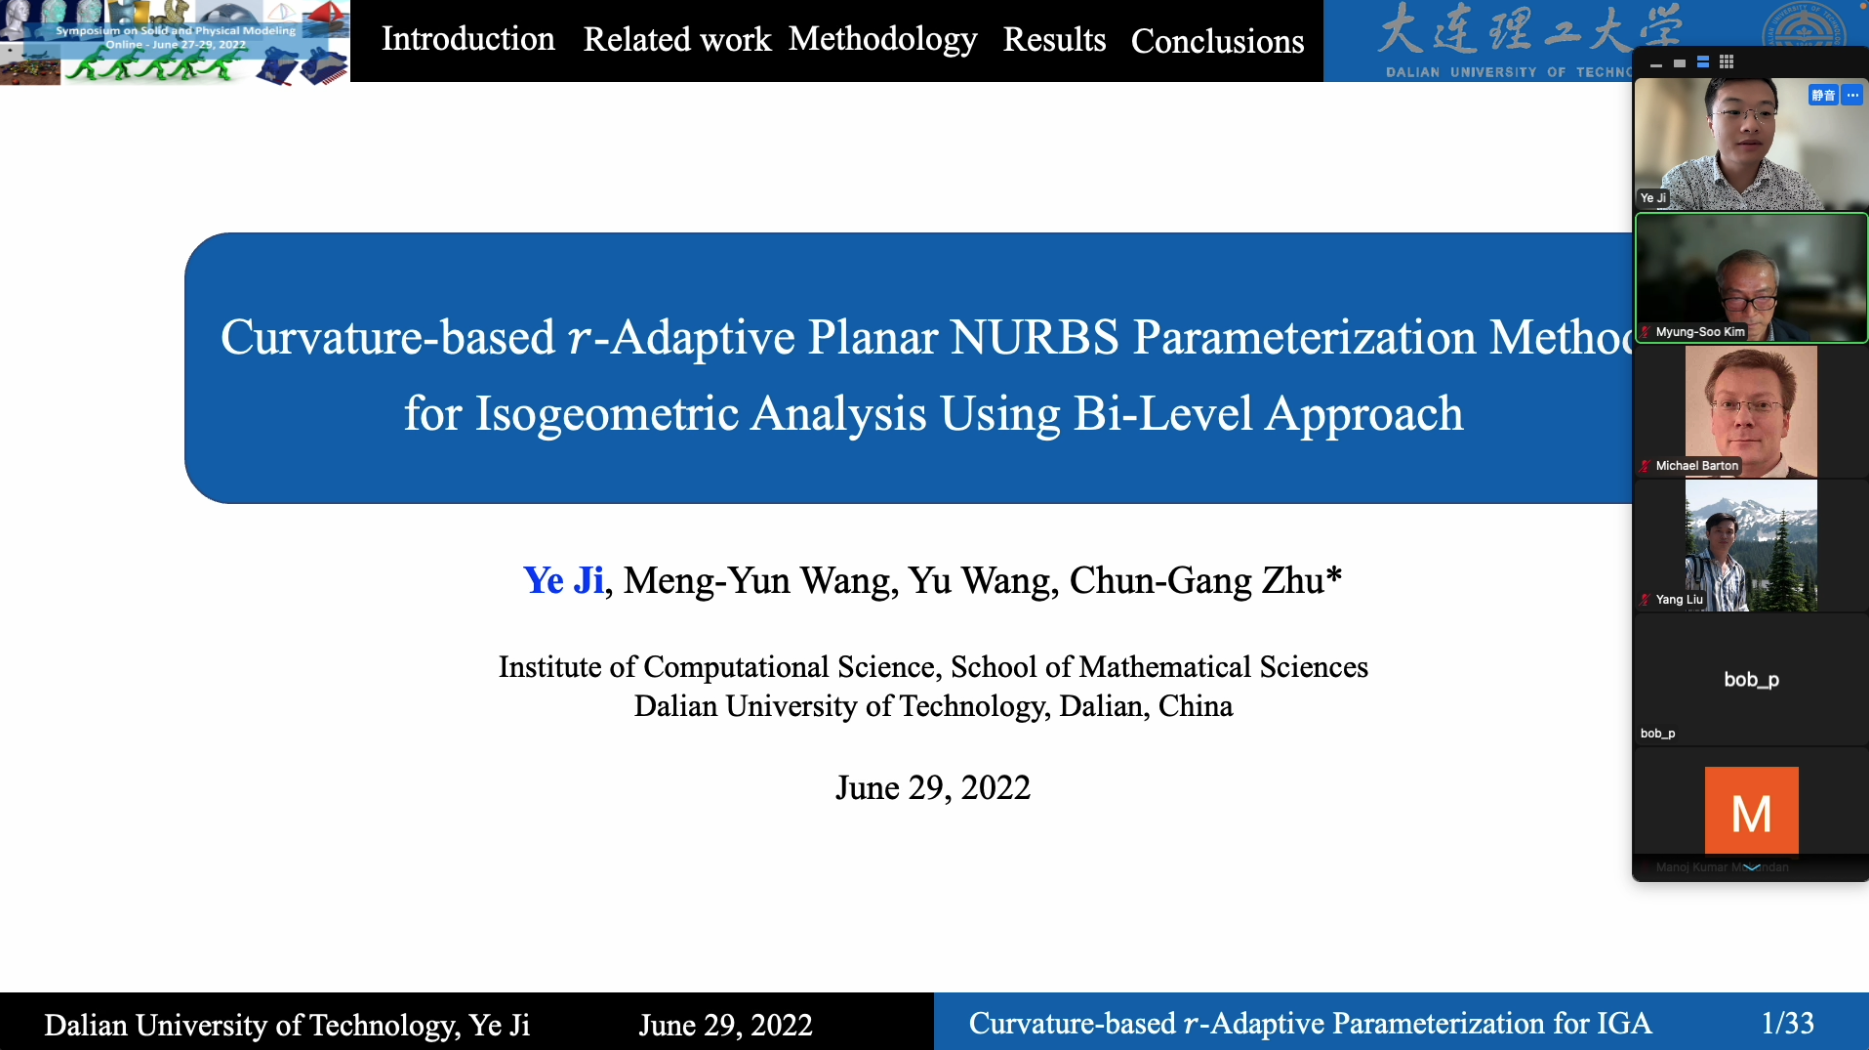 Symposium on Solid and Physical Modeling
Online - June 27-29, 2022
Introduction Related work Methodology Results Conclusions
大连理工大学
DALIAN UNIVERSITY OF TECHNO
静音
Ye Ji
Myung-Soo Kim
Michael Barton
Yang Liu
bob_p
bob_p
M
Curvature-based r-Adaptive Planar NURBS Parameterization Metho
for Isogeometric Analysis Using Bi-Level Approach
Ye Ji, Meng-Yun Wang, Yu Wang, Chun-Gang Zhu*
Institute of Computational Science, School of Mathematical Sciences
Dalian University of Technology, Dalian, China
June 29, 2022
Dalian University of Technology, Ye Ji June 29, 2022 Curvature-based r-Adaptive Parameterization for IGA 1/33